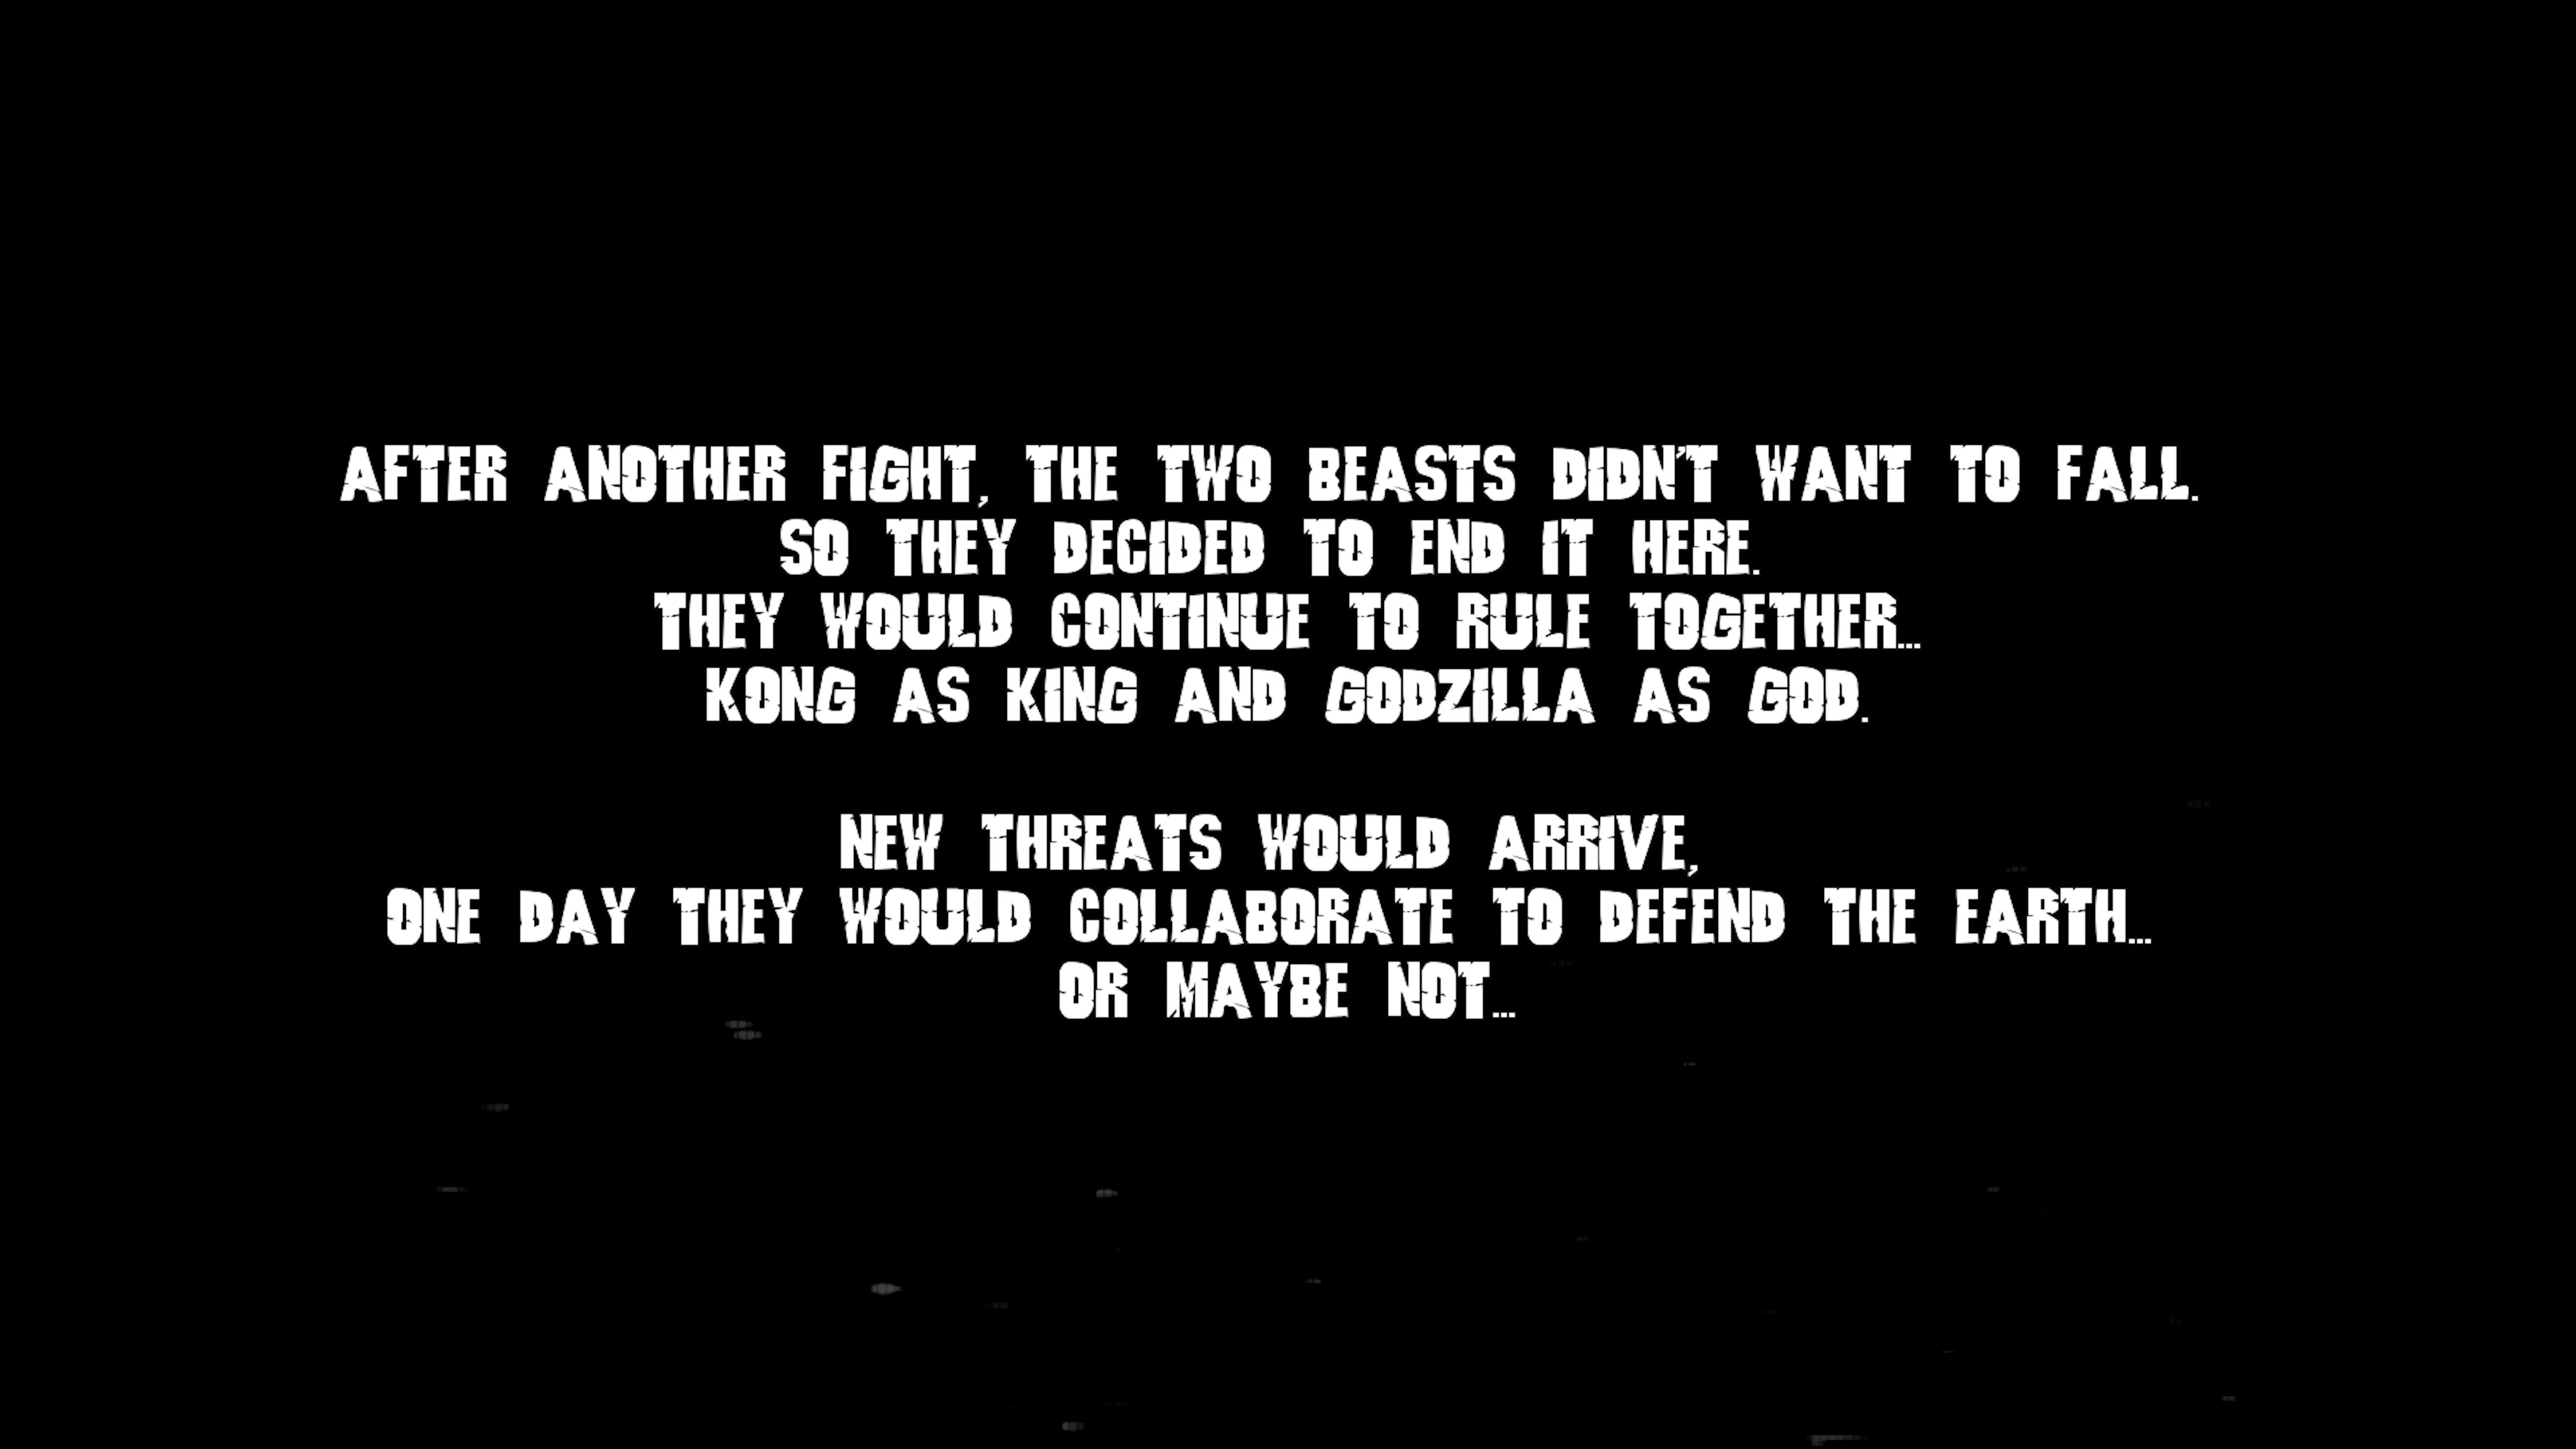 AFTER ANOTHER FIGHT, THE TWO BEASTS DIDN'T WANT TO FALL.
SO THEY DECIDED TO END IT HERE.
THEY WOULD CONTINUE TO RULE TOGETHER...
KONG AS KING AND GODZILLA AS GOD.
NEW THREATS WOULD ARRIVE,
ONE DAY THEY WOULD COLLABORATE TO DEFEND THE EARTH...
OR MAYBE NOT...